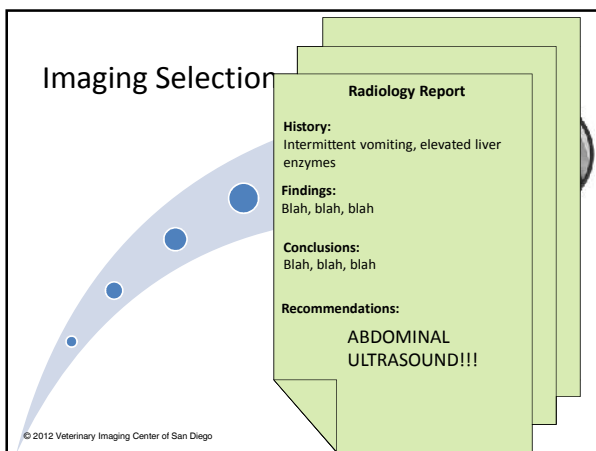 Imaging Selection
Radiology Report
History:
Intermittent vomiting, elevated liver
enzymes
Findings:
Blah, blah, blah
Conclusions:
Blah, blah, blah
Recommendations:
ABDOMINAL
ULTRASOUND!!!
© 2012 Veterinary Imaging Center of San Diego